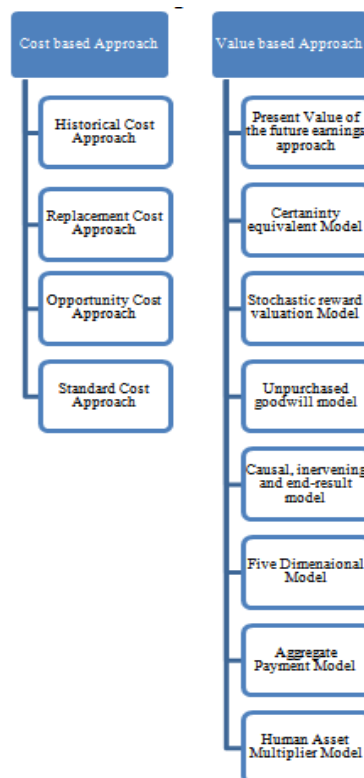 Cost based Approach
Historical Cost
Approach
Replacement Cost
Approach
Opportunity Cost
Approach
Standard Cost
Approach
Value based Approach
Present Value of
the future earnings
approach
Certaninty
equivalent Model
Stochastic reward
valuation Model
Unpurchased
goodwill model
Causal, inervening
and end-result
model
Five Dimenaional
Model
Aggregate
Payment Model
Human Asset
Multiplier Model